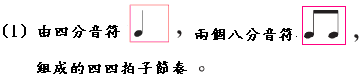 (1) 由四分音符 ♩ ，兩個八分音符 ♫ ，
組成的四四拍子節奏。